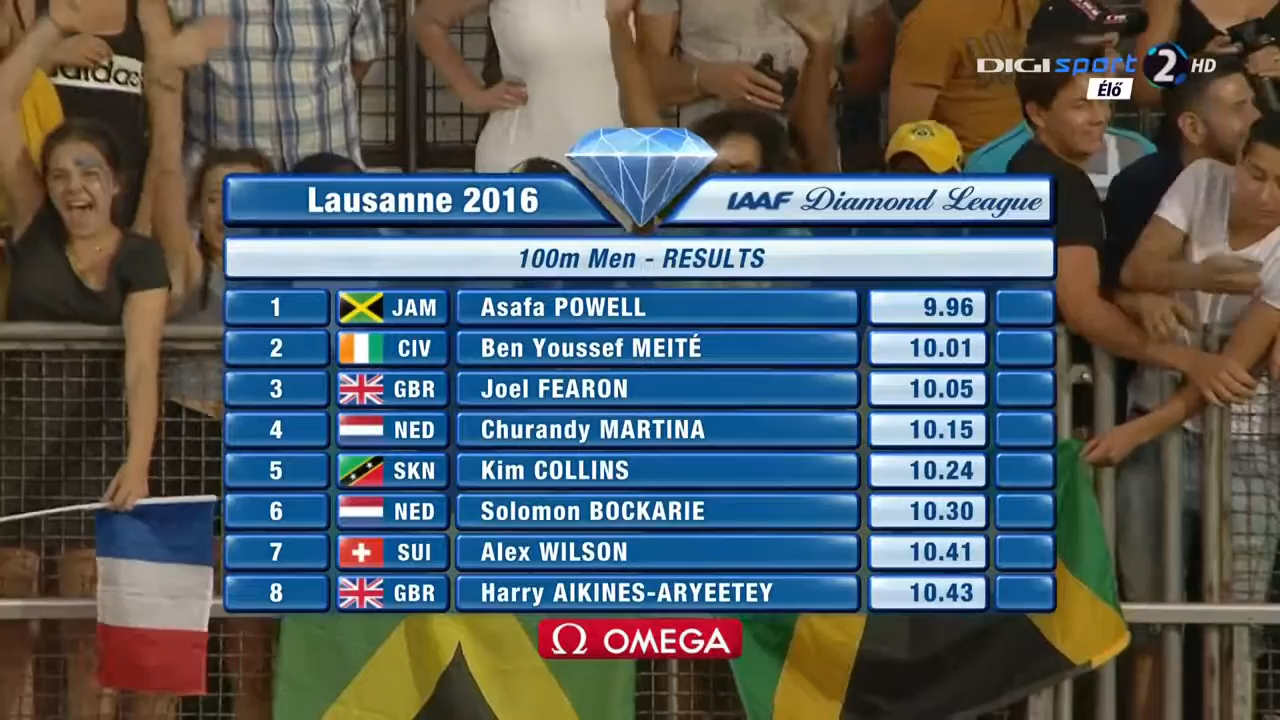 adidas
DIGI sport 2 HD
Élő
Lausanne 2016
IAAF Diamond League
100m Men - RESULTS
1 JAM Asafa POWELL 9.96
2 CIV Ben Youssef MEITÉ 10.01
3 GBR Joel FEARON 10.05
4 NED Churandy MARTINA 10.15
5 SKN Kim COLLINS 10.24
6 NED Solomon BOCKARIE 10.30
7 SUI Alex WILSON 10.41
8 GBR Harry AIKINES-ARYEETEY 10.43
Ω OMEGA